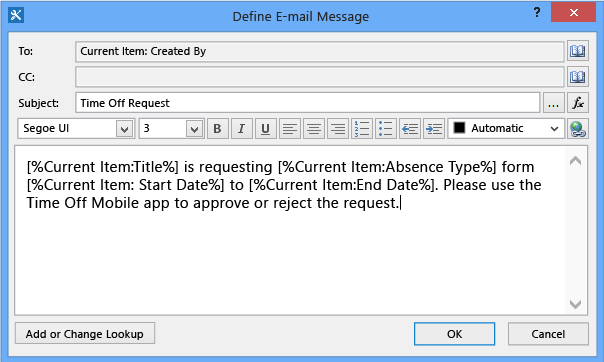 Define E-mail Message
? ×
To: Current Item: Created By
CC:
Subject: Time Off Request ... fx
Segoe UI 3 B I U Automatic
[%Current Item:Title%] is requesting [%Current Item:Absence Type%] form
[%Current Item: Start Date%] to [%Current Item:End Date%]. Please use the
Time Off Mobile app to approve or reject the request.
Add or Change Lookup OK Cancel